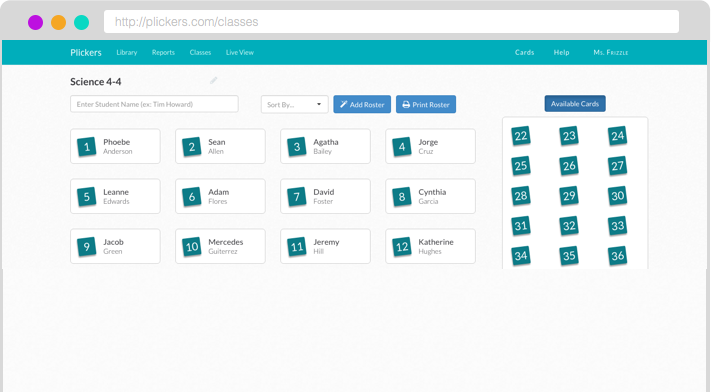 http://plickers.com/classes
Plickers Library Reports Classes Live View Cards Help Ms. Frizzle
Science 4-4
Enter Student Name (ex: Tim Howard) Sort By... Add Roster Print Roster Available Cards
1 Phoebe Anderson
2 Sean Allen
3 Agatha Bailey
4 Jorge Cruz
5 Leanne Edwards
6 Adam Flores
7 David Foster
8 Cynthia Garcia
9 Jacob Green
10 Mercedes Guiterrez
11 Jeremy Hill
12 Katherine Hughes
22 23 24
25 26 27
28 29 30
31 32 33
34 35 36